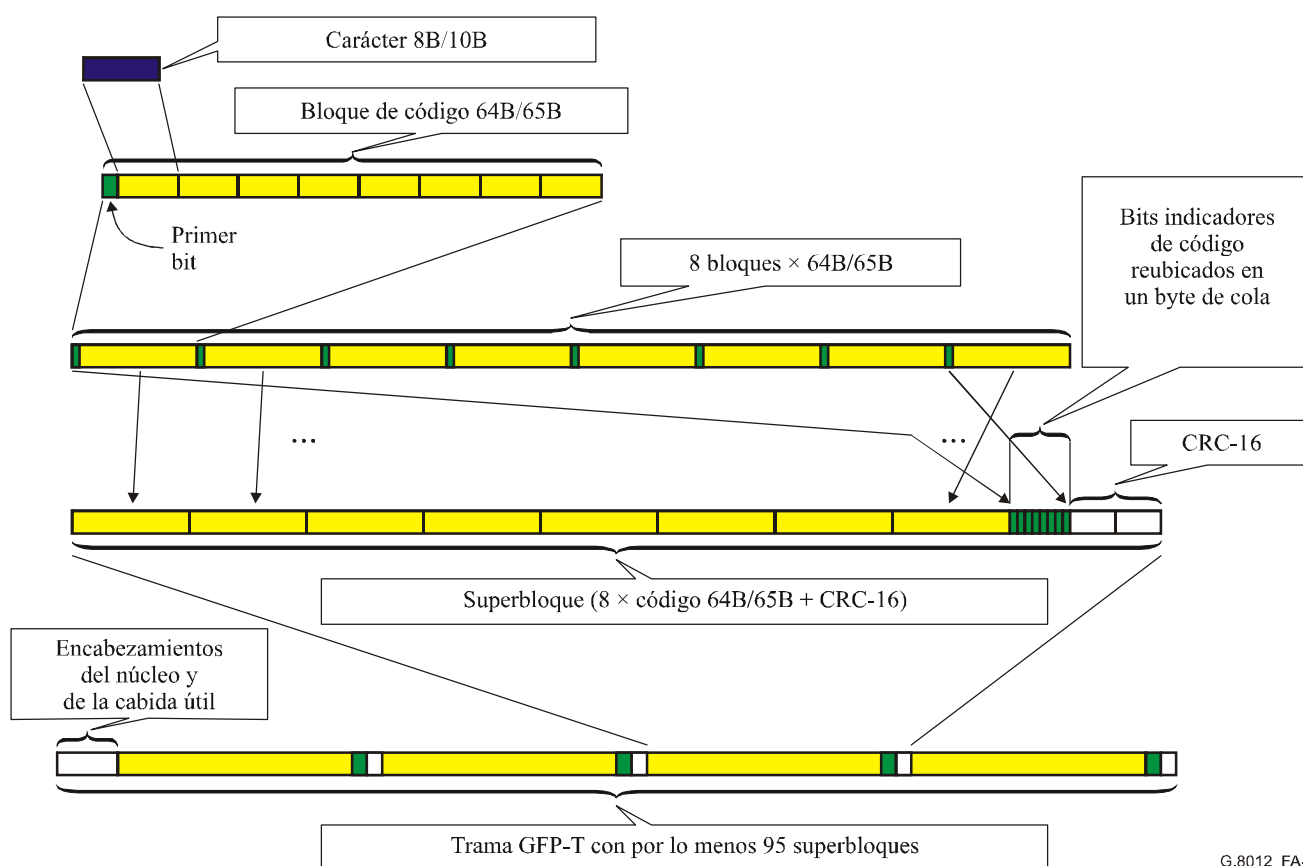 Carácter 8B/10B
Bloque de código 64B/65B
Primer
bit
8 bloques × 64B/65B
Bits indicadores
de código
reubicados en
un byte de cola
...
...
CRC-16
Superbloque (8 × código 64B/65B + CRC-16)
Encabezamientos
del núcleo y
de la cabida útil
Trama GFP-T con por lo menos 95 superbloques